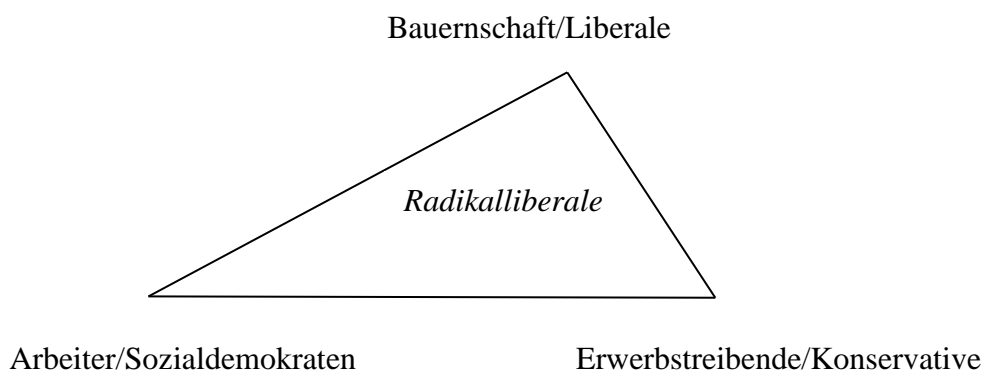 Bauernschaft/Liberale
Radikalliberale
Arbeiter/Sozialdemokraten
Erwerbstreibende/Konservative